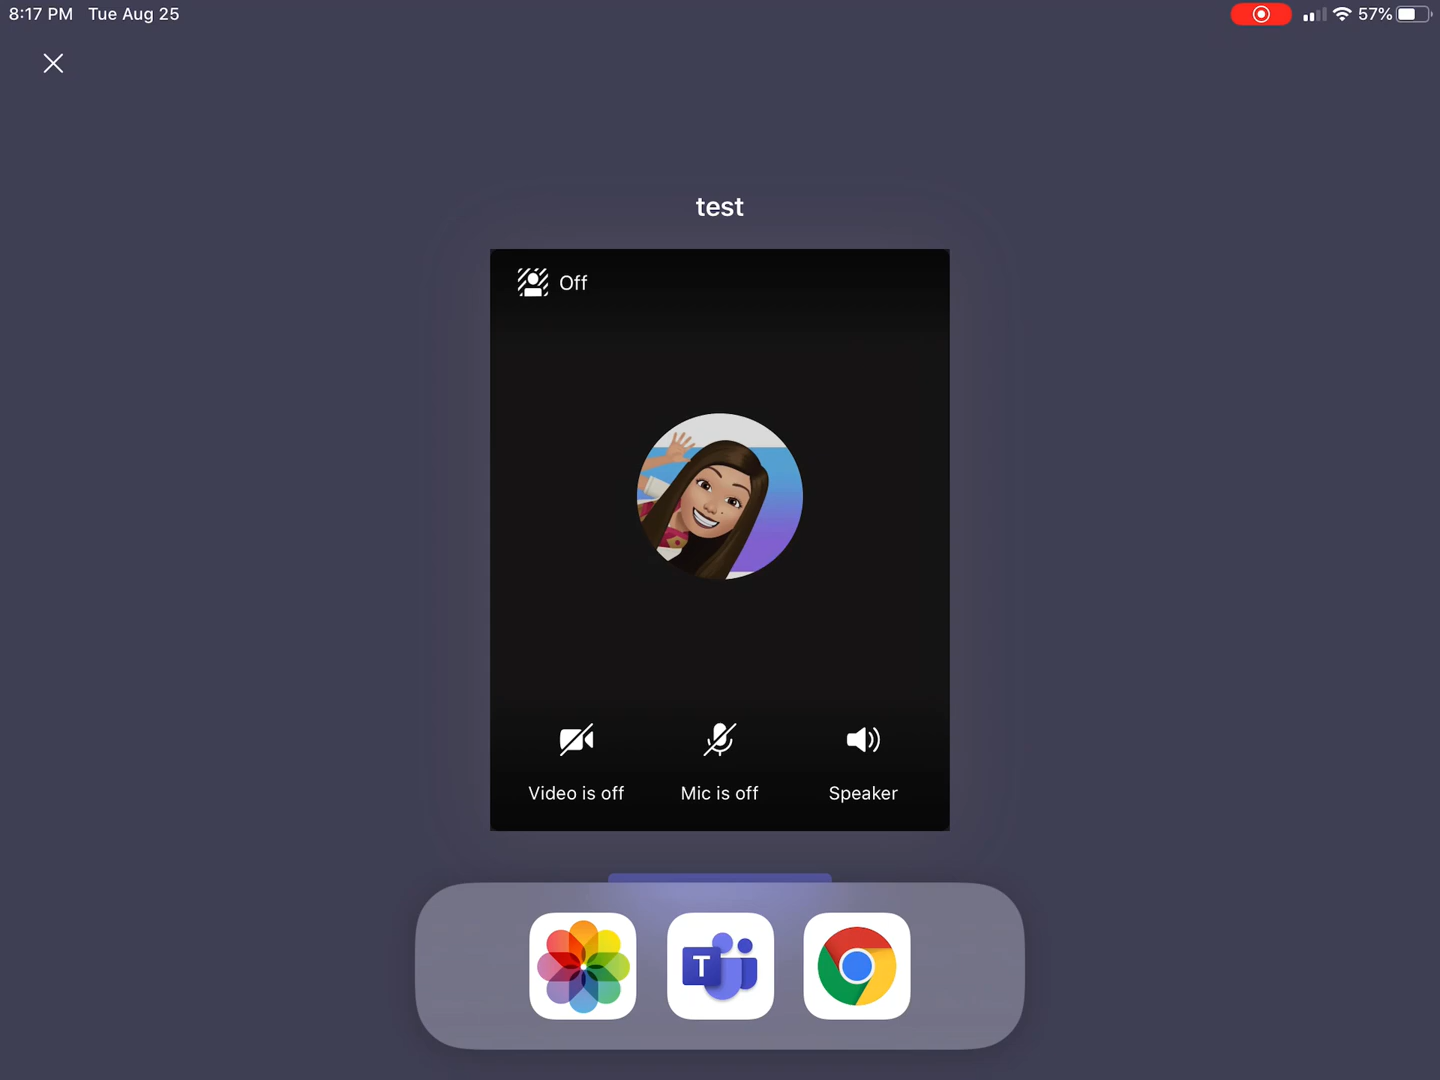 8:17 PM Tue Aug 25 57%
test
Off
Video is off Mic is off Speaker
T